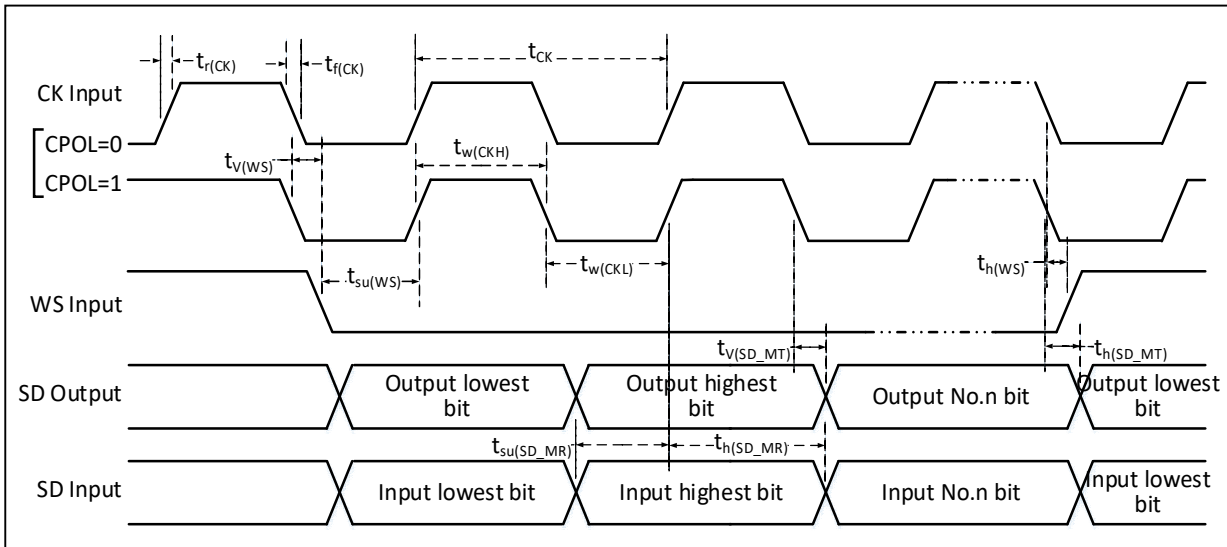 tr(CK)
tf(CK)
tCK
CK Input
CPOL=0
tV(WS)
tw(CKH)
CPOL=1
tsu(WS)
tw(CKL)
th(WS)
WS Input
tV(SD_MT)
th(SD_MT)
SD Output
Output lowest
bit
Output highest
bit
Output No.n bit
Output lowest
bit
tsu(SD_MR)
th(SD_MR)
SD Input
Input lowest bit
Input highest bit
Input No.n bit
Input lowest
bit